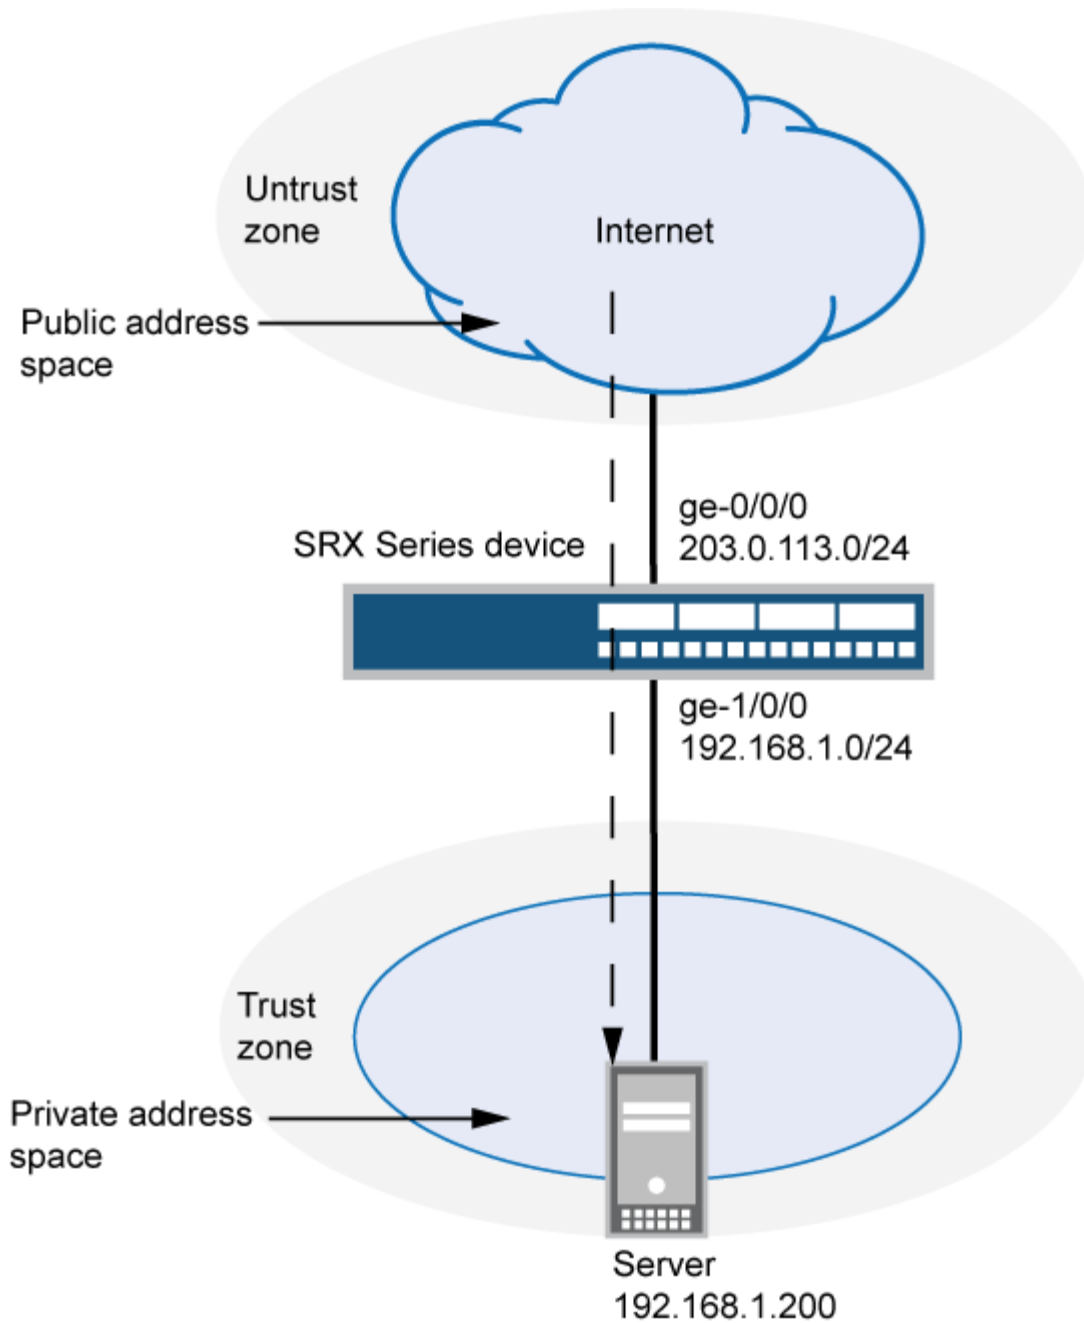 Untrust
zone
Internet
Public address
space
ge-0/0/0
203.0.113.0/24
SRX Series device
ge-1/0/0
192.168.1.0/24
Trust
zone
Private address
space
Server
192.168.1.200